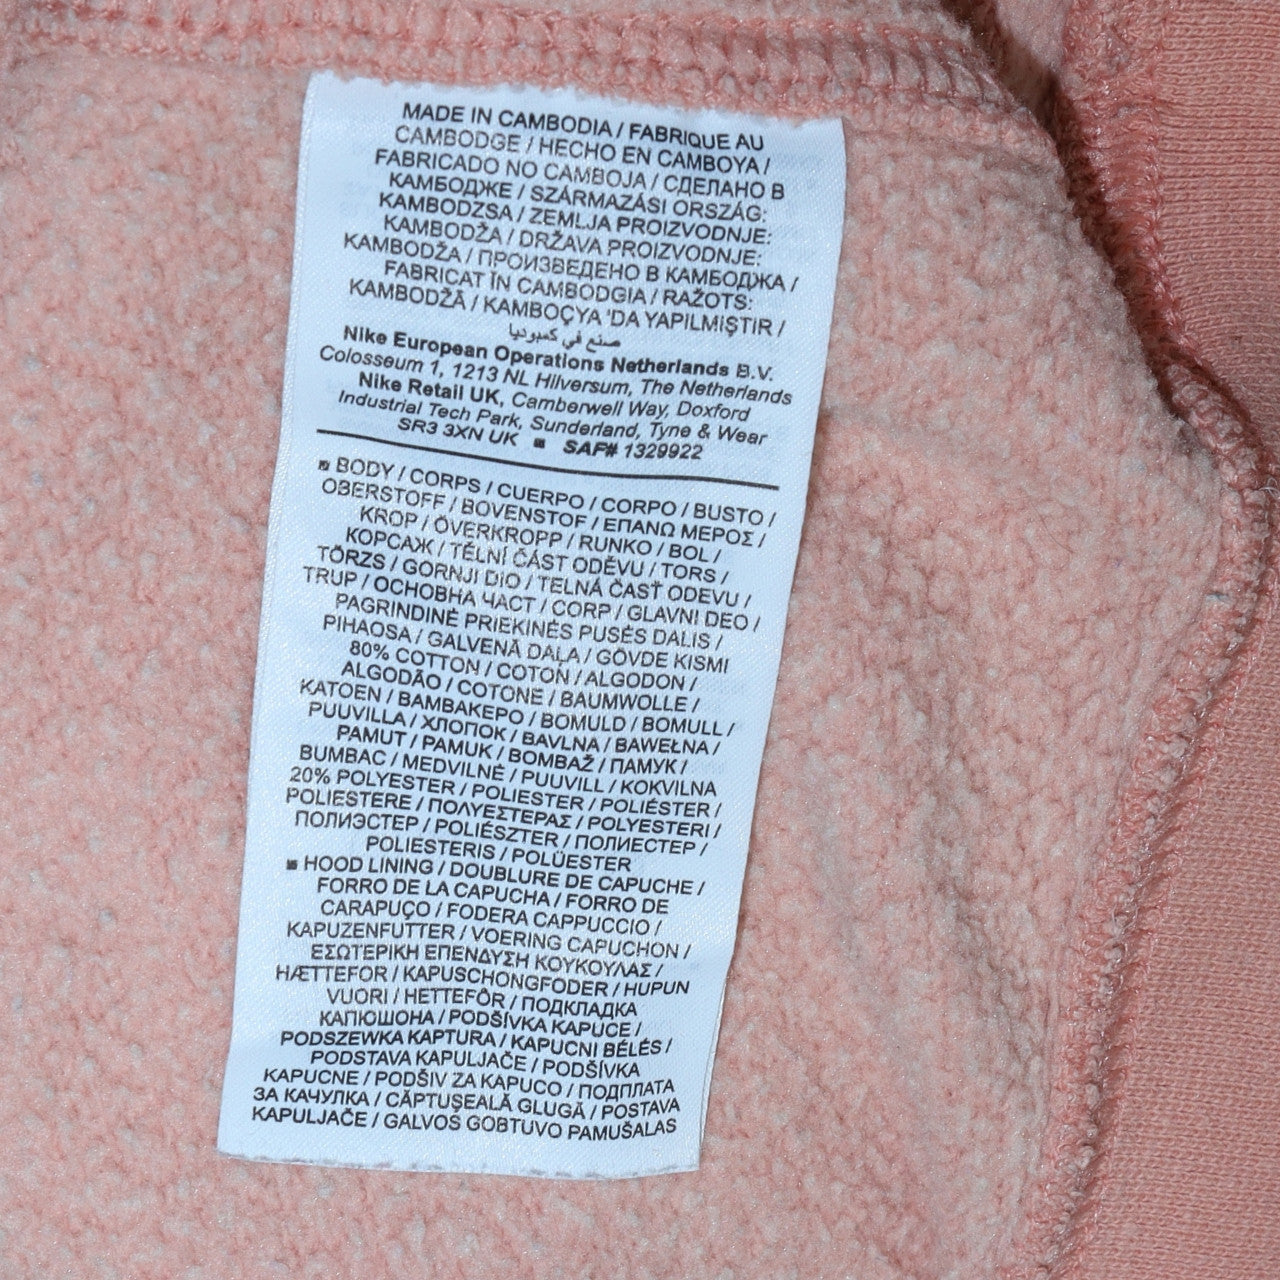 MADE IN CAMBODIA / FABRIQUE AU
CAMBODGE / HECHO EN CAMBOYA /
FABRICADO NO CAMBOJA / СДЕЛАНО В
КАМБОДЖЕ / SZÁRMAZÁSI ORSZÁG:
KAMBODZSA / ZEMLJA PROIZVODNJE:
KAMBODŽA / DRŽAVA PROIZVODNJE:
KAMBODŽA / ПРОИЗВЕДЕНО В КАМБОДЖА /
FABRICAT ÎN CAMBODGIA / RAŽOTS:
KAMBODŽĀ / KAMBOÇYA 'DA YAPILMIŞTIR /
صنع في كمبوديا
Nike European Operations Netherlands B.V.
Colosseum 1, 1213 NL Hilversum, The Netherlands
Nike Retail UK, Camberwell Way, Doxford
Industrial Tech Park, Sunderland, Tyne & Wear
SR3 3XN UK ■ SAF# 1329922
BODY / CORPS / CUERPO / CORPO / BUSTO /
OBERSTOFF / BOVENSTOF / ΕΠΑΝΩ ΜΕΡΟΣ /
KROP / ÖVERKROPP / RUNKO / BOL /
КОРСАЖ / TĚLNÍ ČÁST ODĚVU / TORS /
TÖRZS / GORNJI DIO / TELNÁ ČASŤ ODEVU /
TRUP / ОСНОВНА ЧАСТ / CORP / GLAVNI DEO /
PAGRINDINĖ PRIEKINĖS PUSĖS DALIS /
PIHAOSA / GALVENĀ DAĻA / GÖVDE KISMI
80% COTTON / COTON / ALGODON /
ALGODÃO / COTONE / BAUMWOLLE /
KATOEN / ΒΑΜΒΑΚΕΡΟ / BOMULD / BOMULL /
PUUVILLA / ХЛОПОК / BAVLNA / BAWEŁNA /
PAMUT / PAMUK / BOMBAŽ / ПАМУК /
BUMBAC / MEDVILNĖ / PUUVILL / KOKVILNA
20% POLYESTER / POLIESTER / POLIÉSTER /
POLIESTERE / ΠΟΛΥΕΣΤΕΡΑΣ / POLYESTERI /
ПОЛИЭСТЕР / POLIÉSZTER / ПОЛИЕСТЕР /
POLIESTERIS / POLÜESTER
■ HOOD LINING / DOUBLURE DE CAPUCHE /
FORRO DE LA CAPUCHA / FORRO DE
CARAPUÇO / FODERA CAPPUCCIO /
KAPUZENFUTTER / VOERING CAPUCHON /
ΕΣΩΤΕΡΙΚΗ ΕΠΕΝΔΥΣΗ ΚΟΥΚΟΥΛΑΣ /
HÆTTEFOR / KAPUSCHONGFODER / HUPUN
VUORI / HETTEFÔR / ПОДКЛАДКА
КАПЮШОНА / PODŠÍVKA KAPUCE /
PODSZEWKA KAPTURA / KAPUCNI BÉLÉS /
PODSTAVA KAPULJAČE / PODŠÍVKA
KAPUCNE / PODŠIV ZA KAPUCO / ПОДПЛАТА
ЗА КАЧУЛКА / CĂPTUŞEALĂ GLUGĂ / POSTAVA
KAPULJAČE / GALVOS GOBTUVO PAMUŠALAS